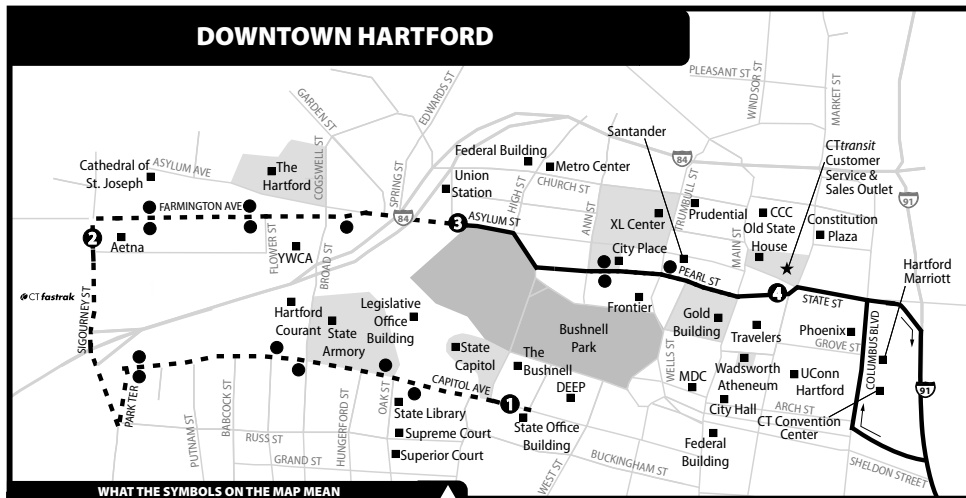 DOWNTOWN HARTFORD
PLEASANT ST
WINDSOR ST
MARKET ST
EDWARDS ST
GARDEN ST
COGSWELL ST
SPRING ST
ASYLUM AVE
Cathedral of
St. Joseph
The
Hartford
Federal Building
Metro Center
Union
Station
CHURCH ST
HIGH ST
ANN ST
Santander
84
TRUMBULL ST
CTtransit
Customer
Service &
Sales Outlet
91
FARMINGTON AVE
84
3
ASYLUM ST
XL Center
Prudential
CCC
Old State
House
Constitution
Plaza
MAIN ST
2
Aetna
FLOWER ST
YWCA
BROAD ST
City Place
PEARL ST
4
STATE ST
Hartford
Marriott
CTfastrak
SIGOURNEY ST
Hartford
Courant
State
Armory
Legislative
Office
Building
Frontier
Bushnell
Park
Gold
Building
Travelers
Phoenix
GROVE ST
COLUMBUS BLVD
State
Capitol
The
Bushnell
WELLS ST
MDC
Wadsworth
Atheneum
UConn
Hartford
91
PARK TER
CAPITOL AVE
1
DEEP
City Hall
ARCH ST
CT Convention
Center
PUTNAM ST
BABCOCK ST
HUNGERFORD ST
OAK ST
State Library
State Office
Building
RUSS ST
Supreme Court
GRAND ST
Superior Court
WEST ST
BUCKINGHAM ST
Federal
Building
SHELDON STREET
WHAT THE SYMBOLS ON THE MAP MEAN